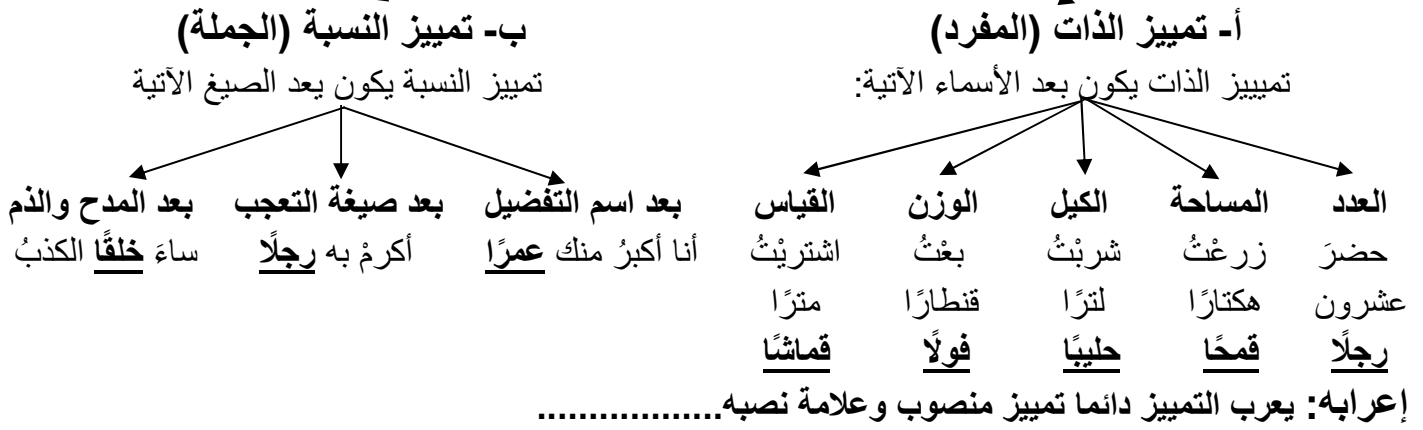 أ- تمييز الذات (المفرد)
ب- تمييز النسبة (الجملة)
تمييييز الذات يكون بعد الأسماء الآتية:
تمييز النسبة يكون يعد الصيغ الآتية
العدد المساحة الكيل الوزن القياس
بعد اسم التفضيل بعد صيغة التعجب بعد المدح والذم
حضرَ زرعْتُ شربْتُ بعْتُ اشتريْتُ
أنا أكبرُ منك عمرًا أكرمْ به رجلًا ساءَ خلقًا الكذبُ
عشرون هكتارًا لترًا قنطارًا مترًا
رجلًا قمحًا حليبًا فولًا قماشًا
إعرابه: يعرب التمييز دائما تمييز منصوب وعلامة نصبه..................